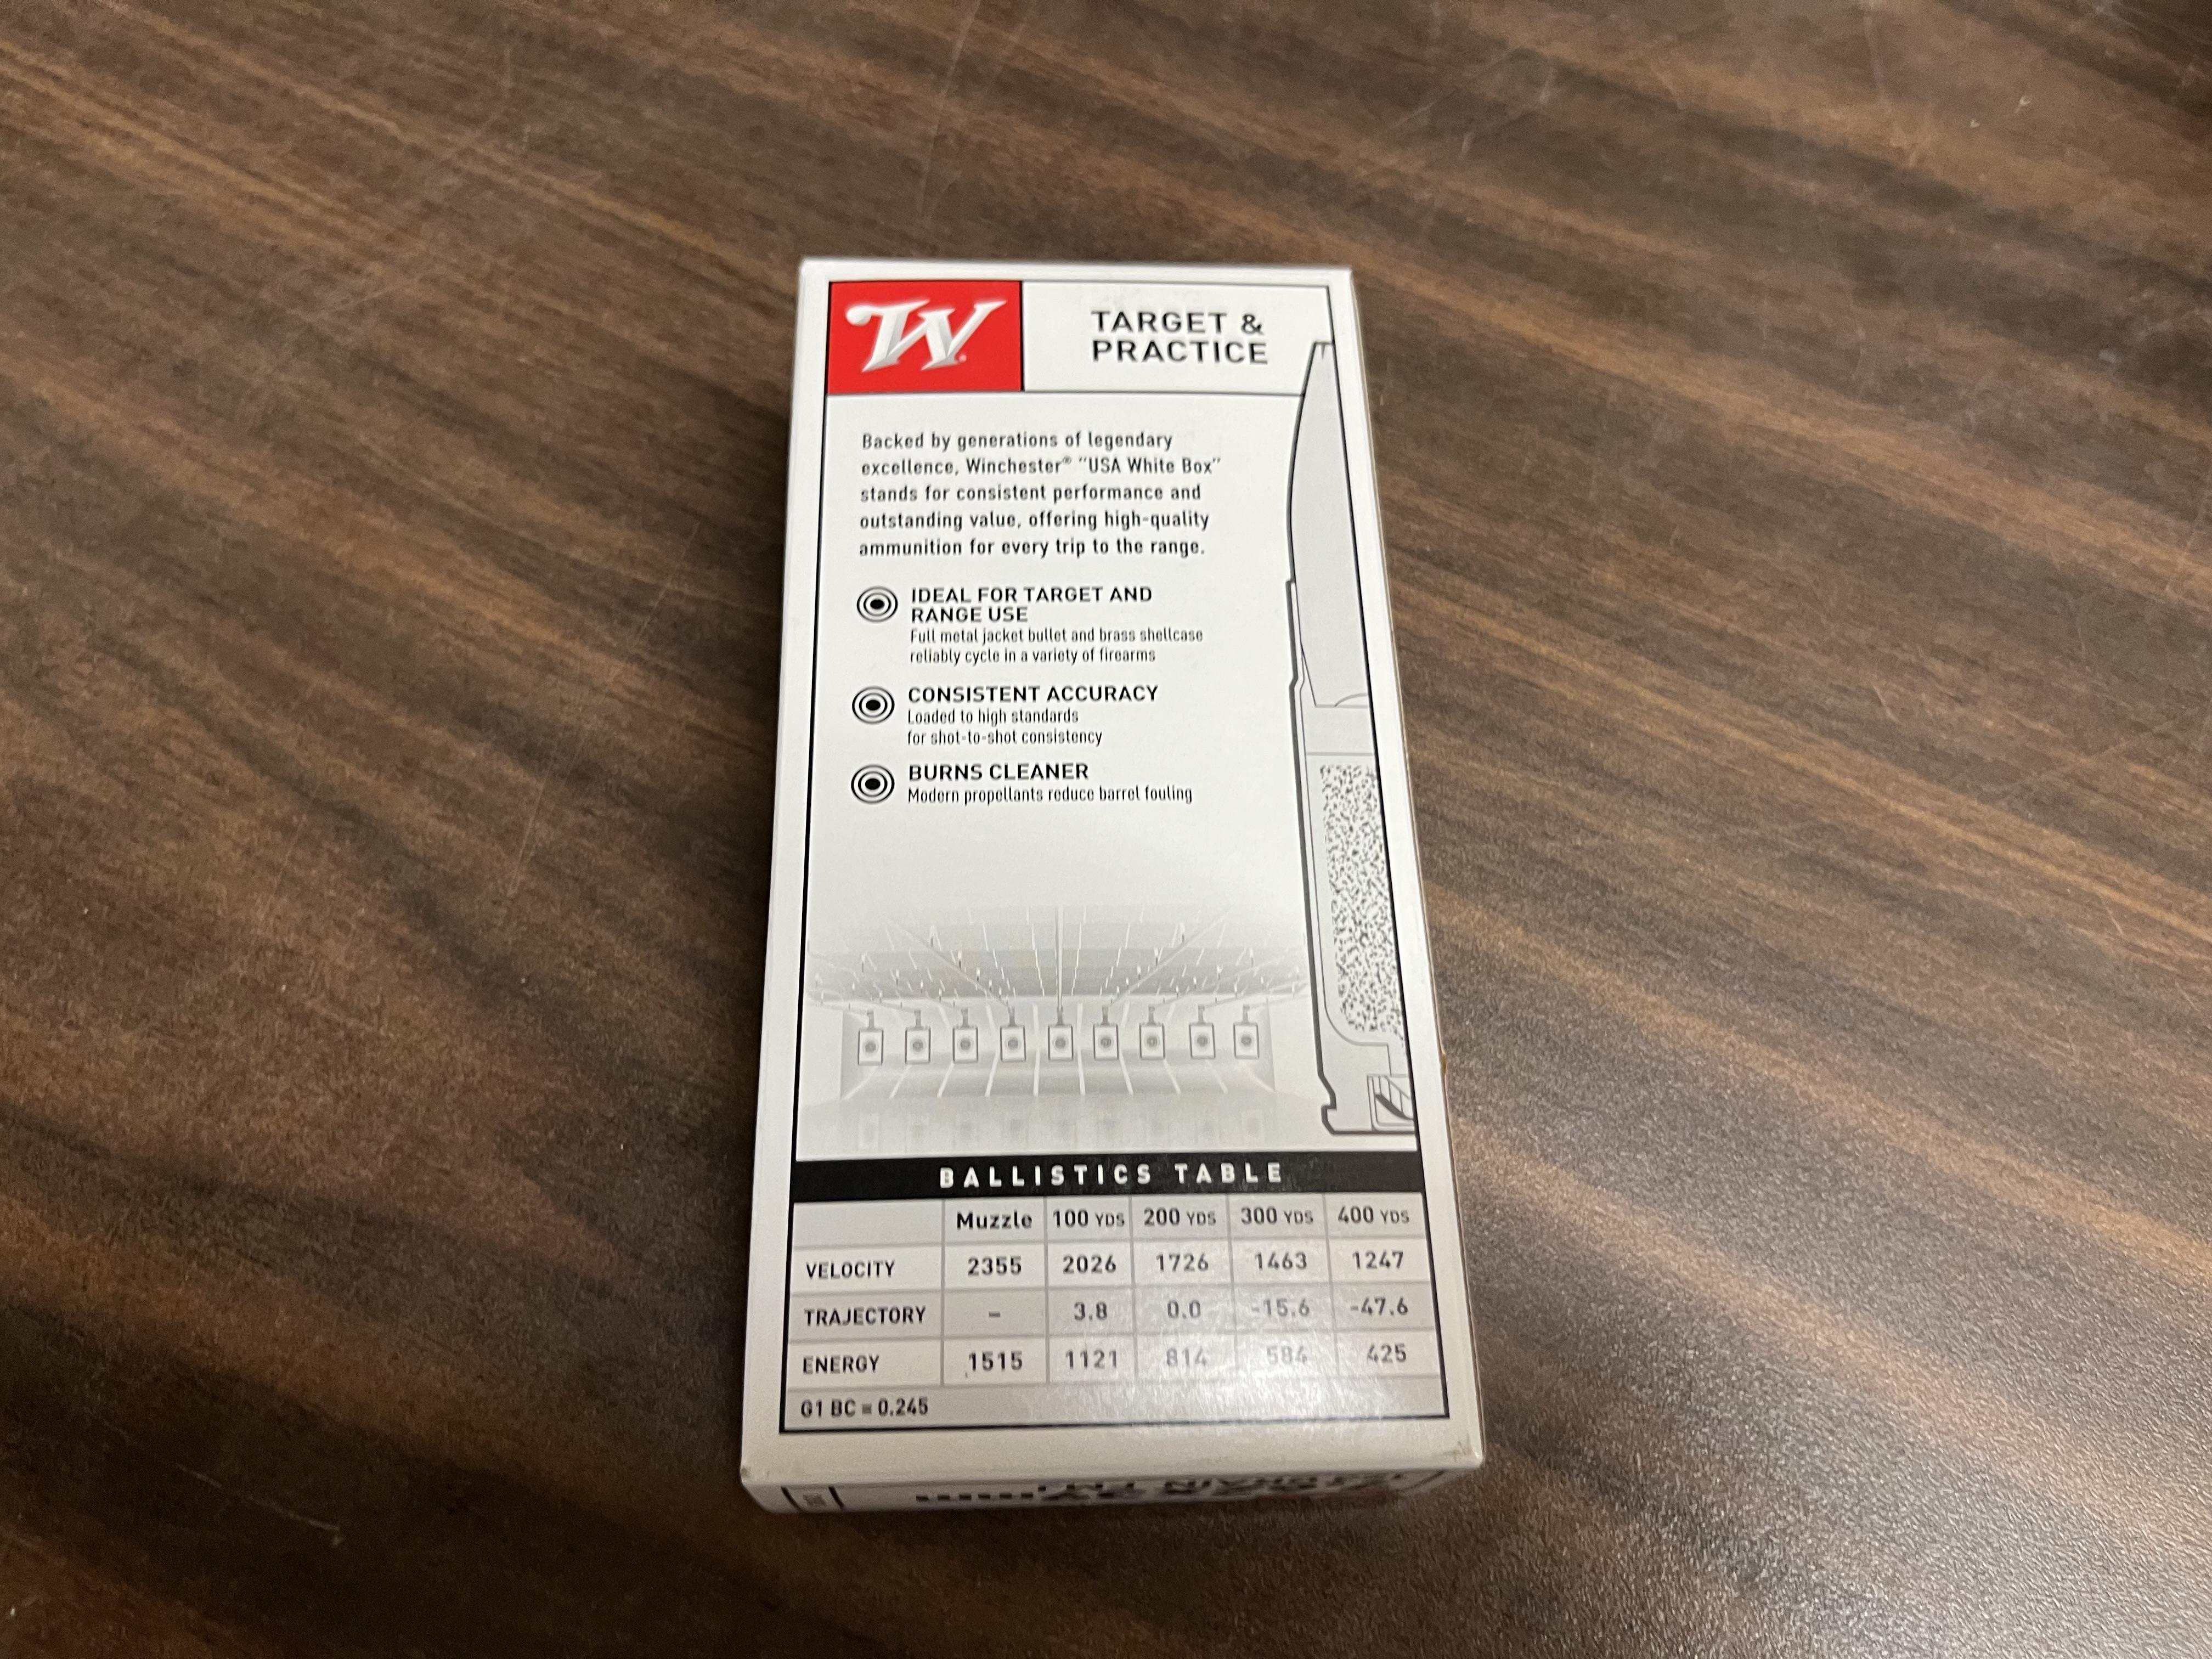 W
TARGET &
PRACTICE
Backed by generations of legendary
excellence, Winchester® "USA White Box"
stands for consistent performance and
outstanding value, offering high-quality
ammunition for every trip to the range.
IDEAL FOR TARGET AND
RANGE USE
Full metal jacket bullet and brass shellcase
reliably cycle in a variety of firearms
CONSISTENT ACCURACY
Loaded to high standards
for shot-to-shot consistency
BURNS CLEANER
Modern propellants reduce barrel fouling
BALLISTICS TABLE
Muzzle 100 YDS 200 YDS 300 YDS 400 YDS
VELOCITY 2355 2026 1726 1463 1247
TRAJECTORY – 3.8 0.0 -15.6 -47.6
ENERGY 1515 1121 814 584 425
G1 BC = 0.245